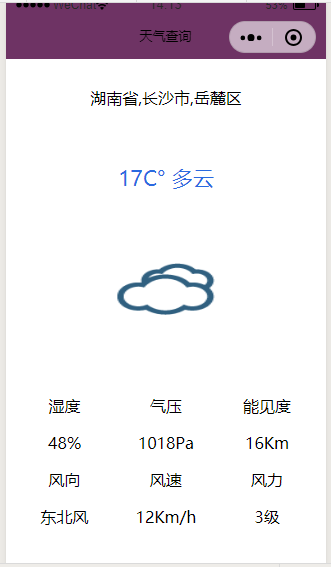 WeChat 14:13 53%
天气查询
湖南省,长沙市,岳麓区
17C° 多云
湿度 气压 能见度
48% 1018Pa 16Km
风向 风速 风力
东北风 12Km/h 3级